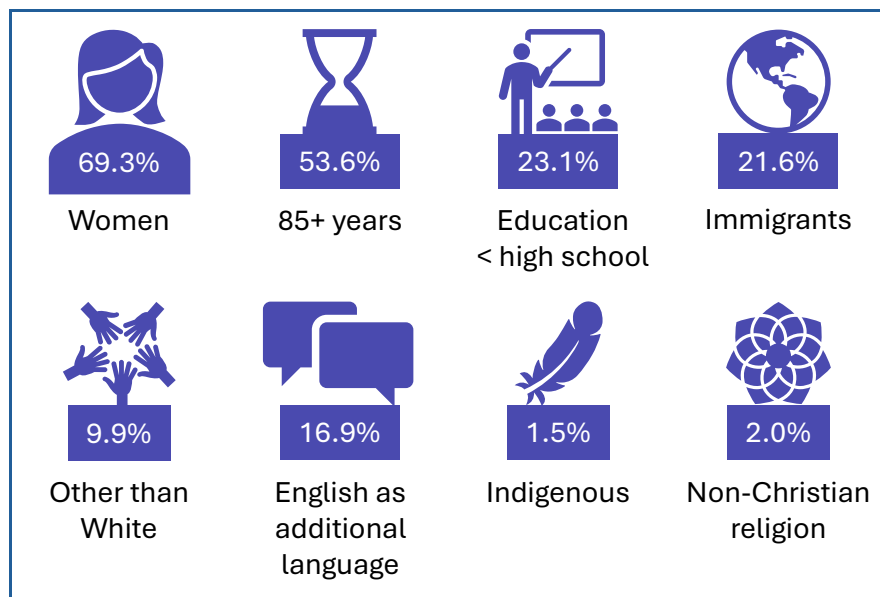 69.3%
53.6%
23.1%
21.6%
Women
85+ years
Education
< high school
Immigrants
9.9%
16.9%
1.5%
2.0%
Other than
White
English as
additional
language
Indigenous
Non-Christian
religion